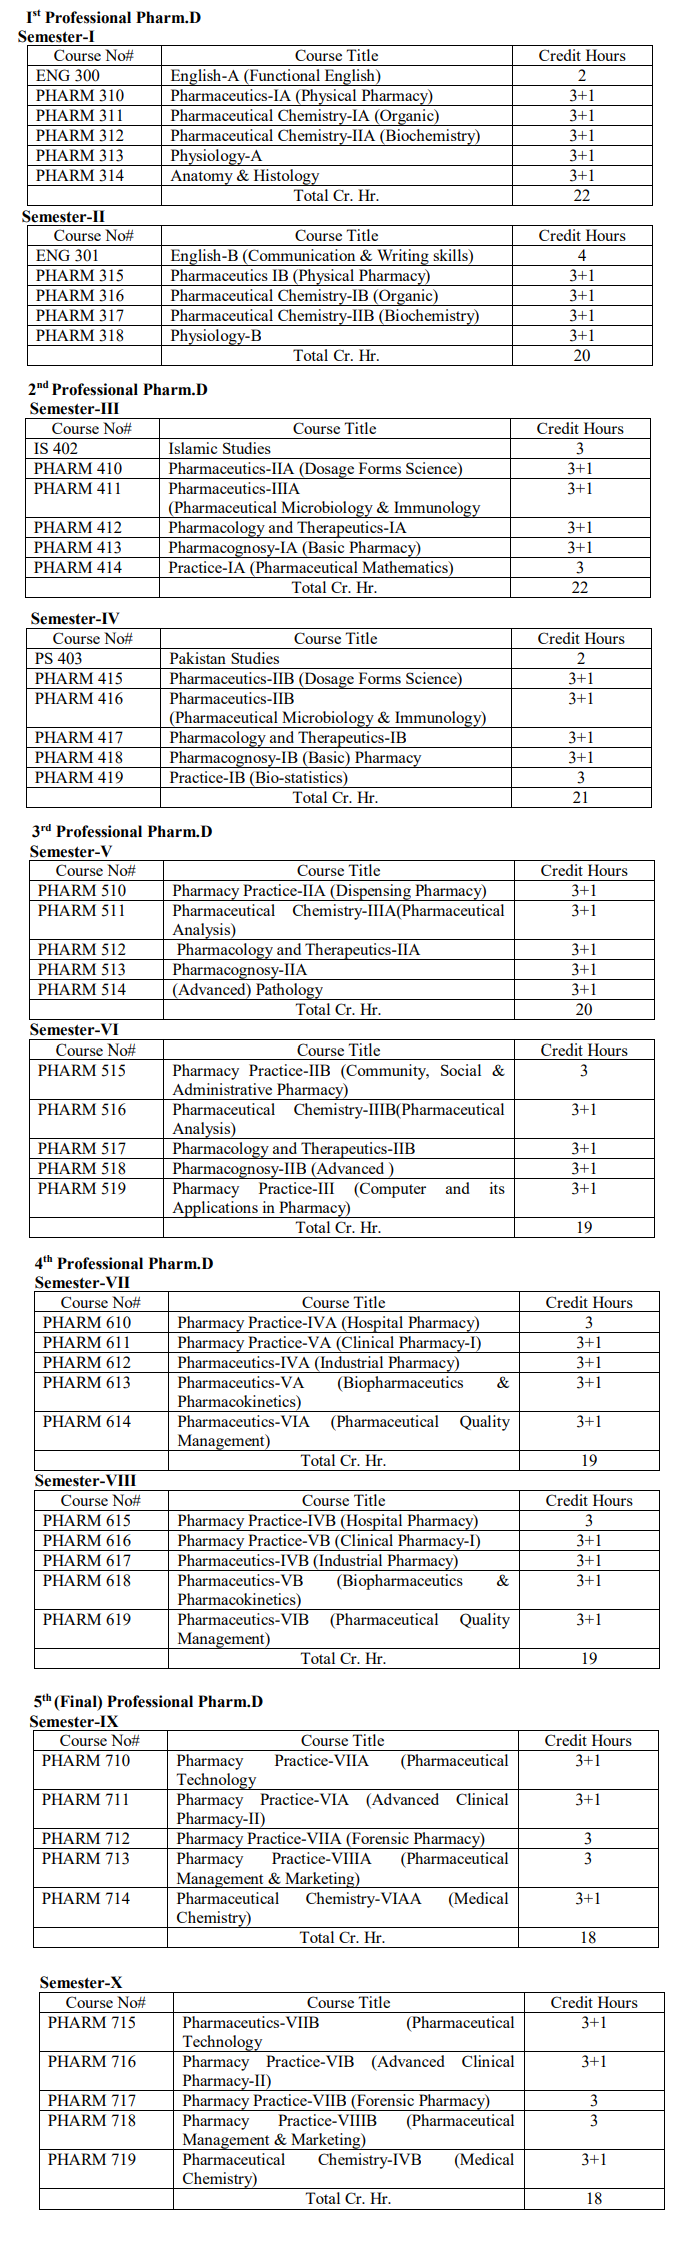 Ist Professional Pharm.D
Semester-I
Course No# Course Title Credit Hours
ENG 300 English-A (Functional English) 2
PHARM 310 Pharmaceutics-IA (Physical Pharmacy) 3+1
PHARM 311 Pharmaceutical Chemistry-IA (Organic) 3+1
PHARM 312 Pharmaceutical Chemistry-IIA (Biochemistry) 3+1
PHARM 313 Physiology-A 3+1
PHARM 314 Anatomy & Histology 3+1
Total Cr. Hr. 22
Semester-II
Course No# Course Title Credit Hours
ENG 301 English-B (Communication & Writing skills) 4
PHARM 315 Pharmaceutics IB (Physical Pharmacy) 3+1
PHARM 316 Pharmaceutical Chemistry-IB (Organic) 3+1
PHARM 317 Pharmaceutical Chemistry-IIB (Biochemistry) 3+1
PHARM 318 Physiology-B 3+1
Total Cr. Hr. 20
2nd Professional Pharm.D
Semester-III
Course No# Course Title Credit Hours
IS 402 Islamic Studies 3
PHARM 410 Pharmaceutics-IIA (Dosage Forms Science) 3+1
PHARM 411 Pharmaceutics-IIIA 3+1
(Pharmaceutical Microbiology & Immunology
PHARM 412 Pharmacology and Therapeutics-IA 3+1
PHARM 413 Pharmacognosy-IA (Basic Pharmacy) 3+1
PHARM 414 Practice-IA (Pharmaceutical Mathematics) 3
Total Cr. Hr. 22
Semester-IV
Course No# Course Title Credit Hours
PS 403 Pakistan Studies 2
PHARM 415 Pharmaceutics-IIB (Dosage Forms Science) 3+1
PHARM 416 Pharmaceutics-IIB 3+1
(Pharmaceutical Microbiology & Immunology)
PHARM 417 Pharmacology and Therapeutics-IB 3+1
PHARM 418 Pharmacognosy-IB (Basic) Pharmacy 3+1
PHARM 419 Practice-IB (Bio-statistics) 3
Total Cr. Hr. 21
3rd Professional Pharm.D
Semester-V
Course No# Course Title Credit Hours
PHARM 510 Pharmacy Practice-IIA (Dispensing Pharmacy) 3+1
PHARM 511 Pharmaceutical Chemistry-IIIA(Pharmaceutical 3+1
Analysis)
PHARM 512 Pharmacology and Therapeutics-IIA 3+1
PHARM 513 Pharmacognosy-IIA 3+1
PHARM 514 (Advanced) Pathology 3+1
Total Cr. Hr. 20
Semester-VI
Course No# Course Title Credit Hours
PHARM 515 Pharmacy Practice-IIB (Community, Social & 3
Administrative Pharmacy)
PHARM 516 Pharmaceutical Chemistry-IIIB(Pharmaceutical 3+1
Analysis)
PHARM 517 Pharmacology and Therapeutics-IIB 3+1
PHARM 518 Pharmacognosy-IIB (Advanced ) 3+1
PHARM 519 Pharmacy Practice-III (Computer and its 3+1
Applications in Pharmacy)
Total Cr. Hr. 19
4th Professional Pharm.D
Semester-VII
Course No# Course Title Credit Hours
PHARM 610 Pharmacy Practice-IVA (Hospital Pharmacy) 3
PHARM 611 Pharmacy Practice-VA (Clinical Pharmacy-I) 3+1
PHARM 612 Pharmaceutics-IVA (Industrial Pharmacy) 3+1
PHARM 613 Pharmaceutics-VA (Biopharmaceutics & 3+1
Pharmacokinetics)
PHARM 614 Pharmaceutics-VIA (Pharmaceutical Quality 3+1
Management)
Total Cr. Hr. 19
Semester-VIII
Course No# Course Title Credit Hours
PHARM 615 Pharmacy Practice-IVB (Hospital Pharmacy) 3
PHARM 616 Pharmacy Practice-VB (Clinical Pharmacy-I) 3+1
PHARM 617 Pharmaceutics-IVB (Industrial Pharmacy) 3+1
PHARM 618 Pharmaceutics-VB (Biopharmaceutics & 3+1
Pharmacokinetics)
PHARM 619 Pharmaceutics-VIB (Pharmaceutical Quality 3+1
Management)
Total Cr. Hr. 19
5th (Final) Professional Pharm.D
Semester-IX
Course No# Course Title Credit Hours
PHARM 710 Pharmacy Practice-VIIA (Pharmaceutical 3+1
Technology
PHARM 711 Pharmacy Practice-VIA (Advanced Clinical 3+1
Pharmacy-II)
PHARM 712 Pharmacy Practice-VIIA (Forensic Pharmacy) 3
PHARM 713 Pharmacy Practice-VIIIA (Pharmaceutical 3
Management & Marketing)
PHARM 714 Pharmaceutical Chemistry-VIAA (Medical 3+1
Chemistry)
Total Cr. Hr. 18
Semester-X
Course No# Course Title Credit Hours
PHARM 715 Pharmaceutics-VIIB (Pharmaceutical 3+1
Technology
PHARM 716 Pharmacy Practice-VIB (Advanced Clinical 3+1
Pharmacy-II)
PHARM 717 Pharmacy Practice-VIIB (Forensic Pharmacy) 3
PHARM 718 Pharmacy Practice-VIIIB (Pharmaceutical 3
Management & Marketing)
PHARM 719 Pharmaceutical Chemistry-IVB (Medical 3+1
Chemistry)
Total Cr. Hr. 18